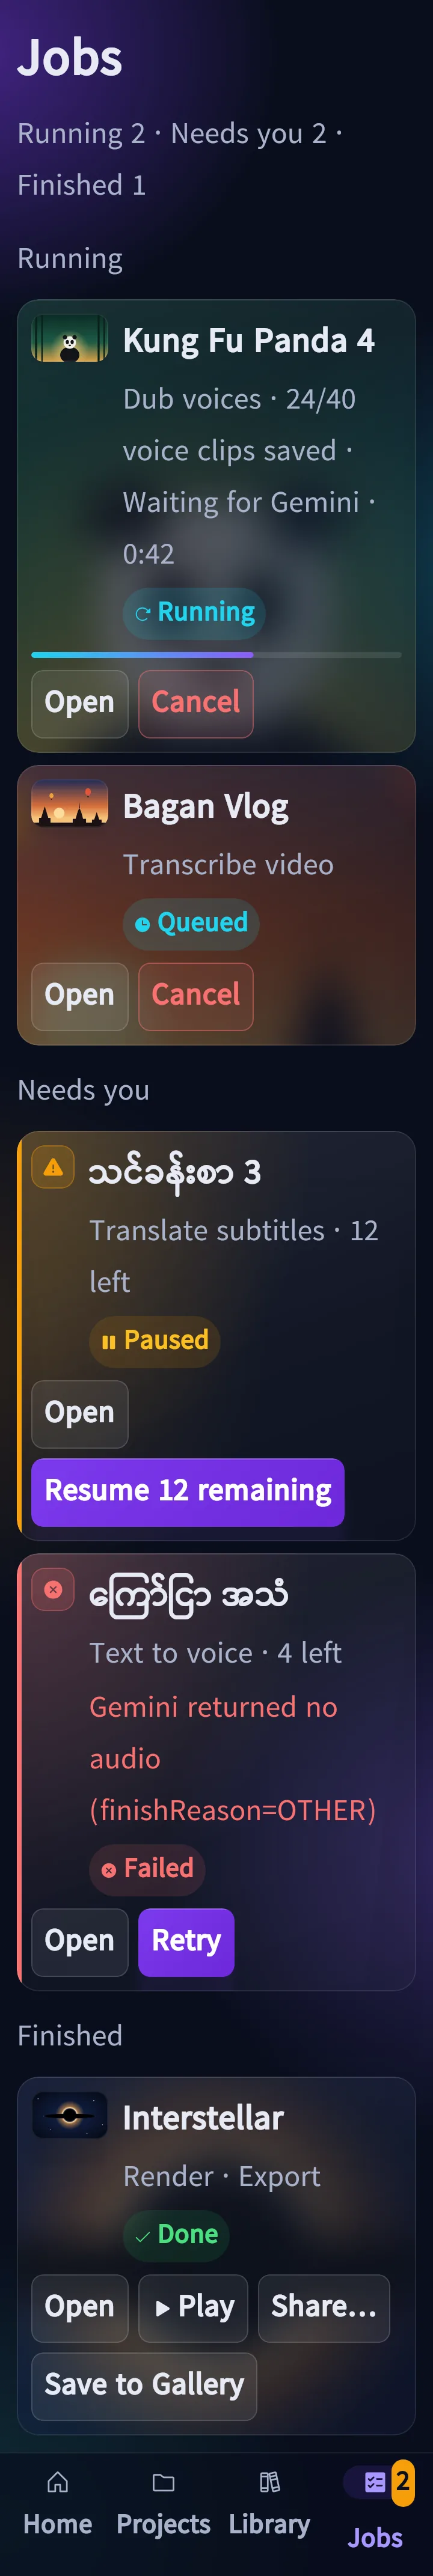 Jobs
Running 2 · Needs you 2 ·
Finished 1
Running
Kung Fu Panda 4
Dub voices · 24/40
voice clips saved ·
Waiting for Gemini ·
0:42
Running
Open
Cancel
Bagan Vlog
Transcribe video
Queued
Open
Cancel
Needs you
သင်ခန်းစာ 3
Translate subtitles · 12
left
Paused
Open
Resume 12 remaining
ကြော်ငြာ အသံ
Text to voice · 4 left
Gemini returned no
audio
(finishReason=OTHER)
Failed
Open
Retry
Finished
Interstellar
Render · Export
Done
Open
Play
Share...
Save to Gallery
2
Home
Projects
Library
Jobs